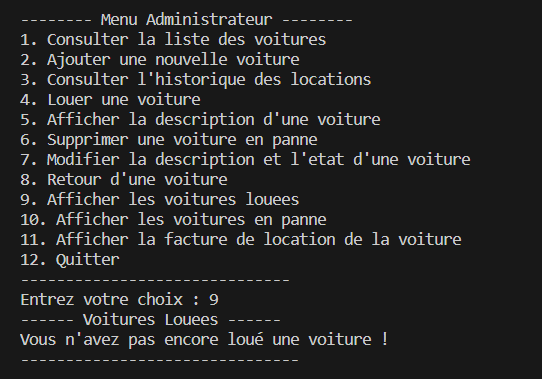 -------- Menu Administrateur --------
1. Consulter la liste des voitures
2. Ajouter une nouvelle voiture
3. Consulter l'historique des locations
4. Louer une voiture
5. Afficher la description d'une voiture
6. Supprimer une voiture en panne
7. Modifier la description et l'etat d'une voiture
8. Retour d'une voiture
9. Afficher les voitures louees
10. Afficher les voitures en panne
11. Afficher la facture de location de la voiture
12. Quitter
------------------------------
Entrez votre choix : 9
------ Voitures Louees ------
Vous n'avez pas encore loué une voiture !
-------------------------------